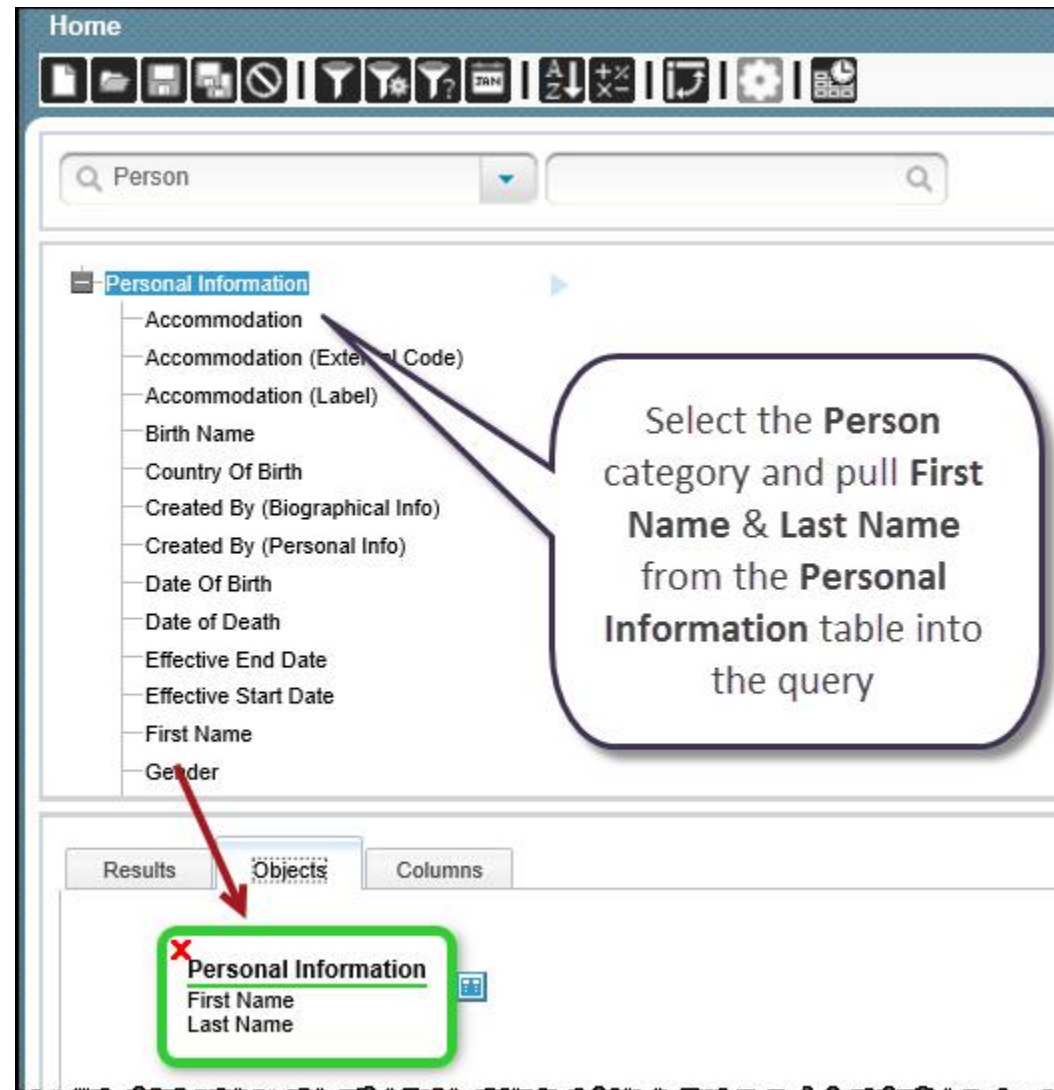 Home
JAN
A
Z
Person
Personal Information
Accommodation
Accommodation (External Code)
Accommodation (Label)
Birth Name
Country Of Birth
Created By (Biographical Info)
Created By (Personal Info)
Date Of Birth
Date of Death
Effective End Date
Effective Start Date
First Name
Gender
Select the Person
category and pull First
Name & Last Name
from the Personal
Information table into
the query
Results Objects Columns
Personal Information
First Name
Last Name